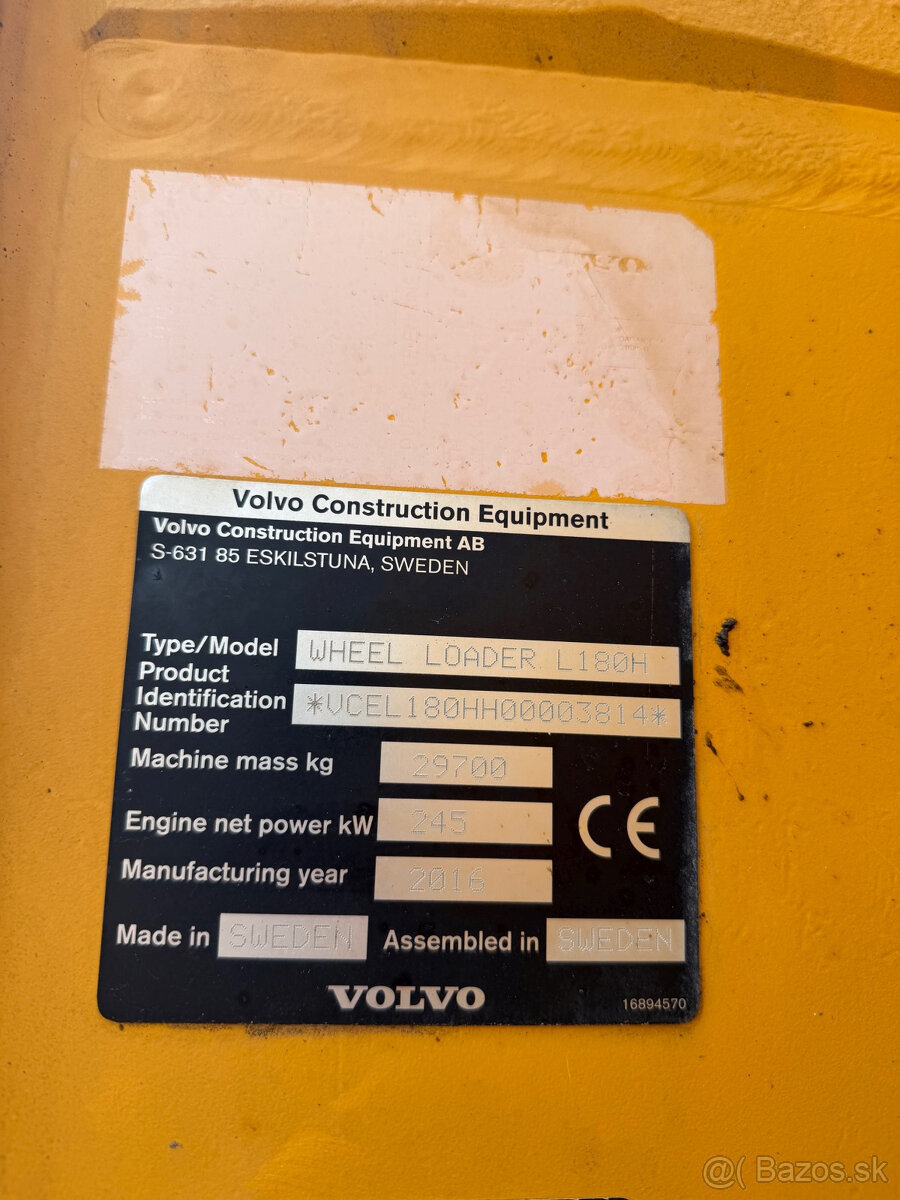 Volvo Construction Equipment
Volvo Construction Equipment AB
S-631 85 ESKILSTUNA, SWEDEN
Type/Model WHEEL LOADER L180H
Product
Identification
Number *VCEL180HH00003814*
Machine mass kg 29700
Engine net power kW 245
Manufacturing year 2016
Made in SWEDEN Assembled in SWEDEN
VOLVO
16894570
@( Bazos.sk